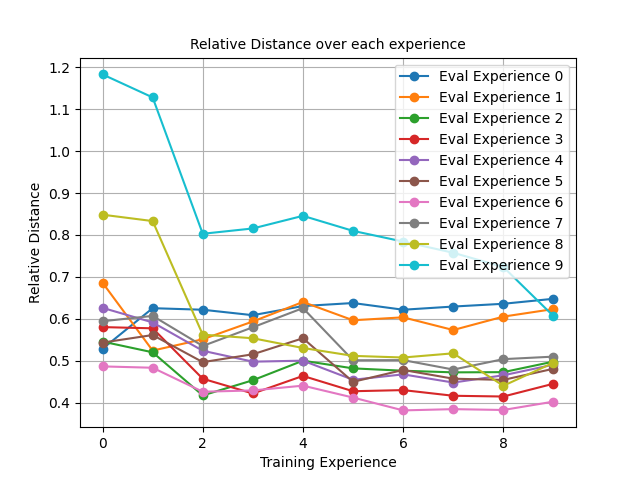 Relative Distance over each experience
1.2
1.1
1.0
0.9
0.8
0.7
0.6
0.5
0.4
Relative Distance
Eval Experience 0
Eval Experience 1
Eval Experience 2
Eval Experience 3
Eval Experience 4
Eval Experience 5
Eval Experience 6
Eval Experience 7
Eval Experience 8
Eval Experience 9
0 2 4 6 8
Training Experience